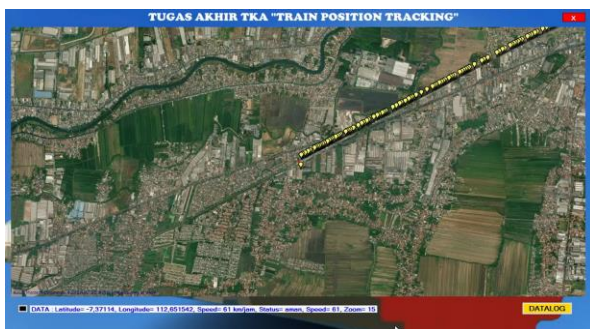 TUGAS AKHIR TKA "TRAIN POSITION TRACKING"
x
DATA : Latitude= -7,37114, Longitude= 112,651542, Speed= 61 km/jam, Status= aman, Speed= 61, Zoom= 15
DATALOG